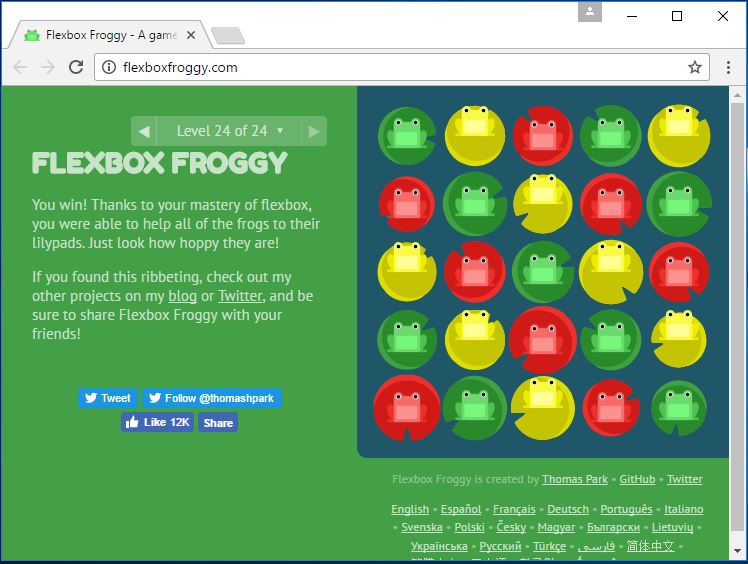 Flexbox Froggy - A game
flexboxfroggy.com
Level 24 of 24
FLEXBOX FROGGY
You win! Thanks to your mastery of flexbox,
you were able to help all of the frogs to their
lilypads. Just look how hoppy they are!
If you found this ribbeting, check out my
other projects on my blog or Twitter, and be
sure to share Flexbox Froggy with your
friends!
Tweet
Follow @thomashpark
Like 12K
Share
Flexbox Froggy is created by Thomas Park • GitHub • Twitter
English • Español • Français • Deutsch • Português • Italiano
• Svenska • Polski • Česky • Magyar • Български • Lietuvių •
Українська • Русский • Türkçe • فارسی • 简体中文 •